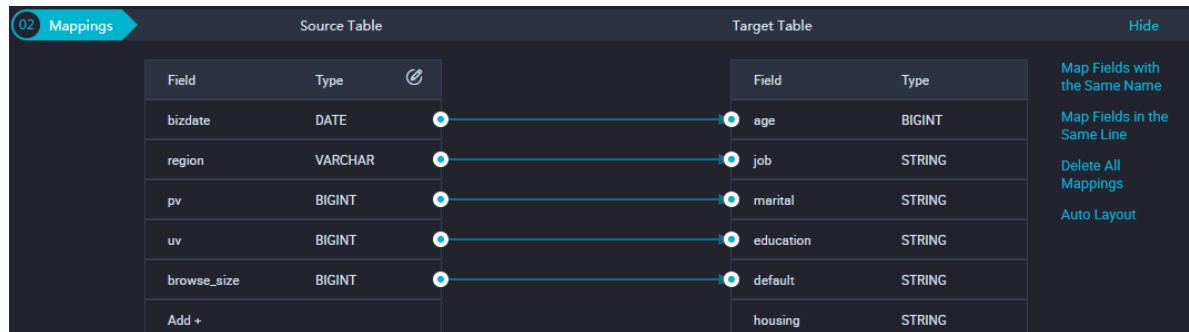 02 Mappings Source Table Target Table Hide
Field Type Field Type Map Fields with
the Same Name
bizdate DATE age BIGINT Map Fields in the
Same Line
region VARCHAR job STRING Delete All
Mappings
pv BIGINT marital STRING
Auto Layout
uv BIGINT education STRING
browse_size BIGINT default STRING
Add + housing STRING